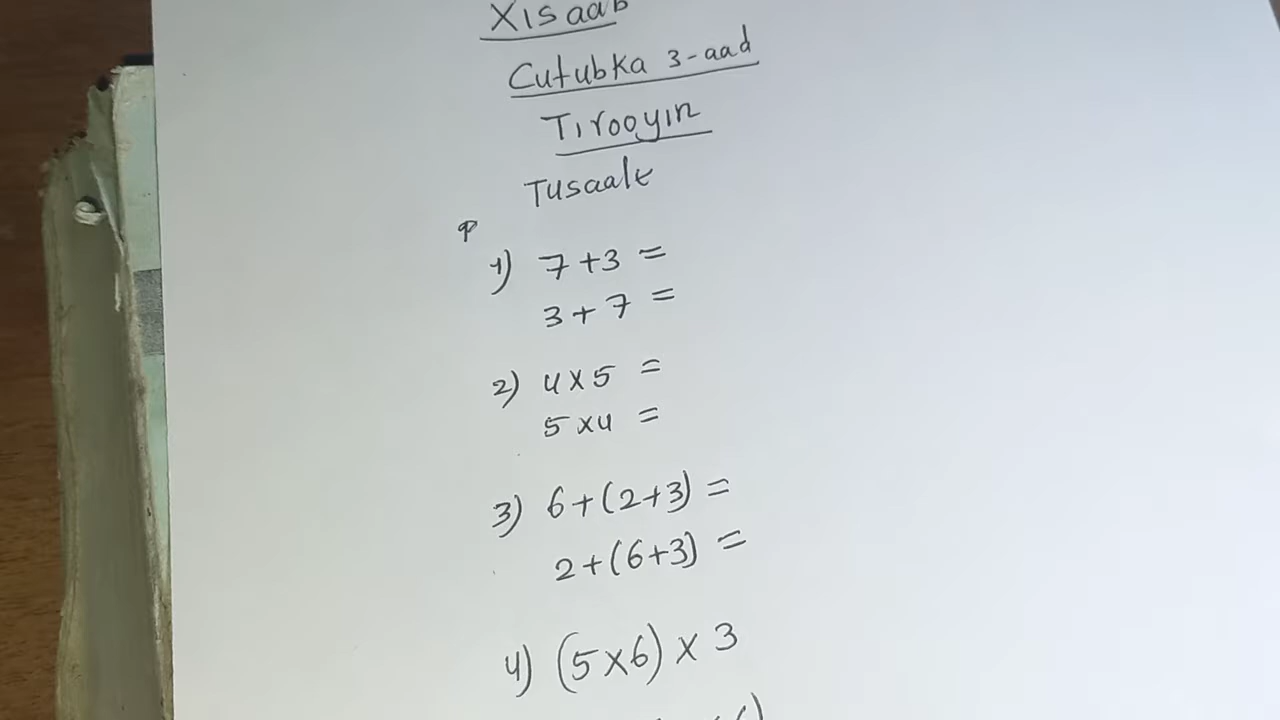 Xisaab
Cutubka 3-aad
Tirooyin
Tusaale
1) 7+3 =
3+7 =
2) 4x5 =
5x4 =
3) 6+(2+3) =
2+(6+3) =
4) (5x6) x 3